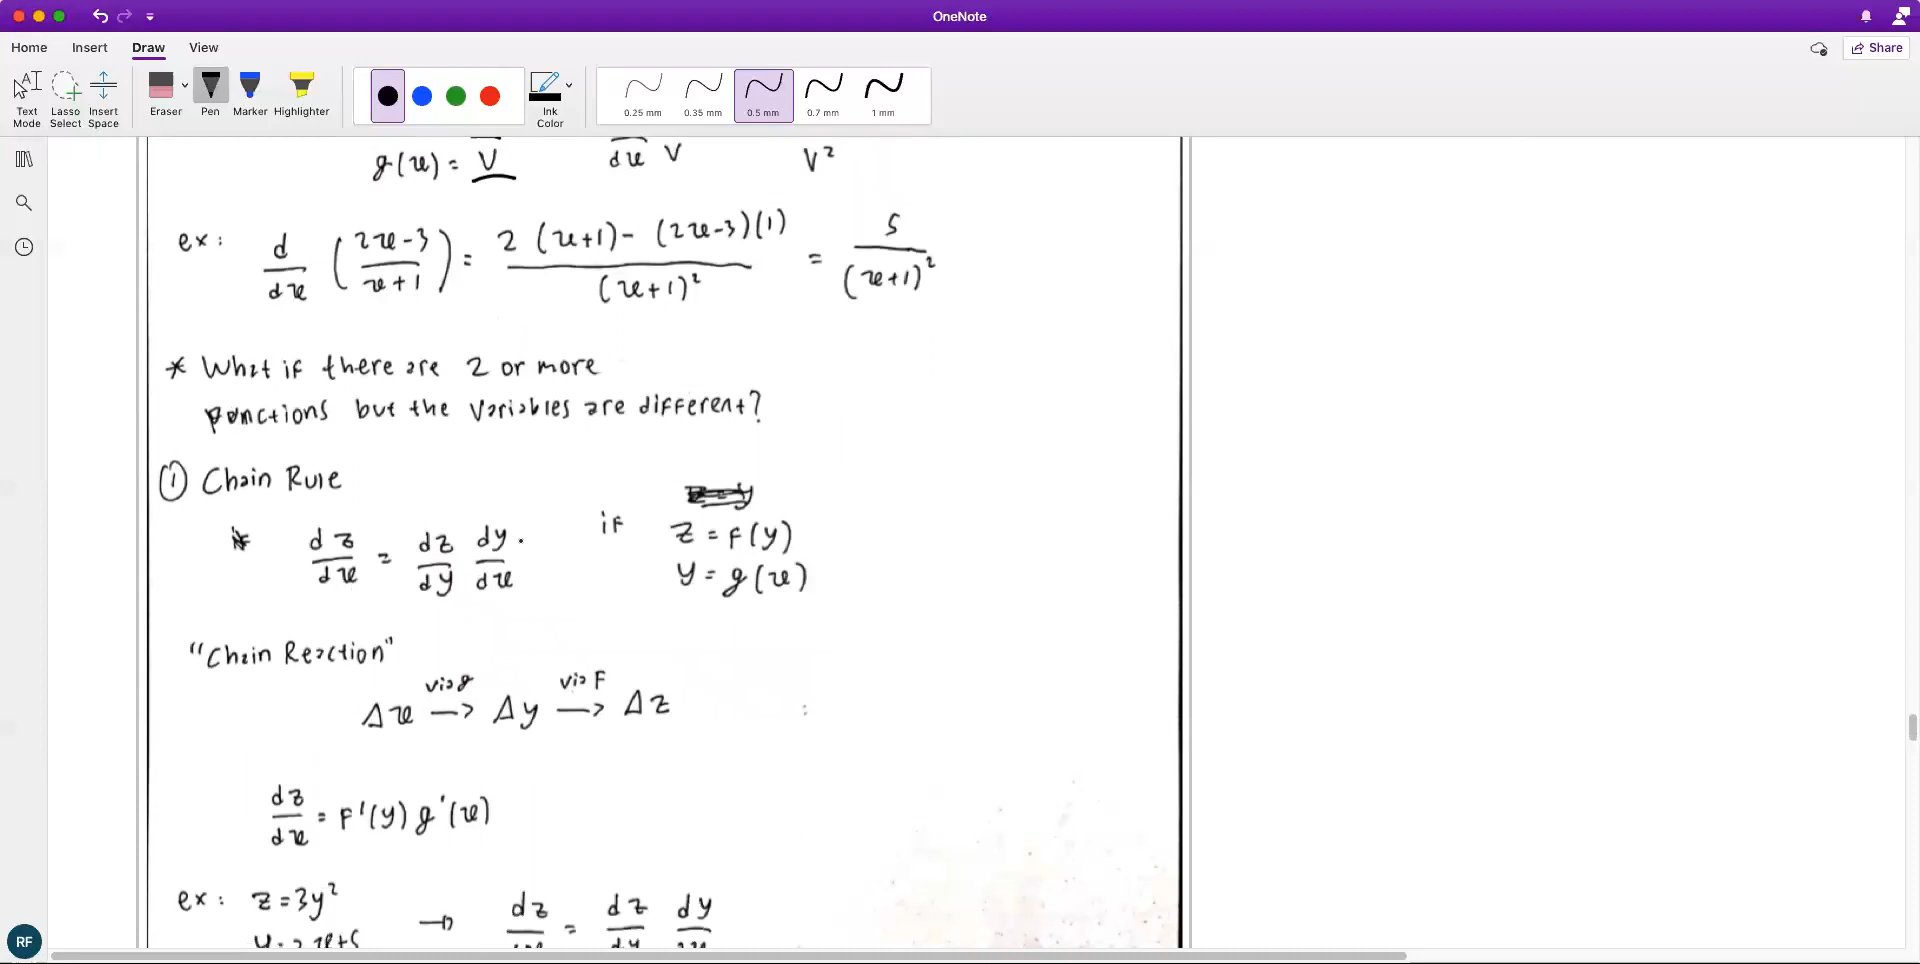 OneNote
Home Insert Draw View
Share
Text Mode
Lasso Select
Insert Space
Eraser
Pen
Marker
Highlighter
Ink Color
0.25 mm
0.35 mm
0.5 mm
0.7 mm
1 mm
g(x) = V
dx V
V²
ex: d/dx ((2x-3)/(x+1)) = (2(x+1) - (2x-3)(1))/(x+1)² = 5/(x+1)²
* What if there are 2 or more
functions but the variables are different?
① Chain Rule
* dz/dx = dz/dy dy/dx . if z = F(y)
y = g(x)
"Chain Reaction"
via g via F
Δx → Δy → Δz
dz/dx = F'(y) g'(x)
ex: z = 3y² → dz/dx = dz/dy dy/dx
y = 2x+5
RF